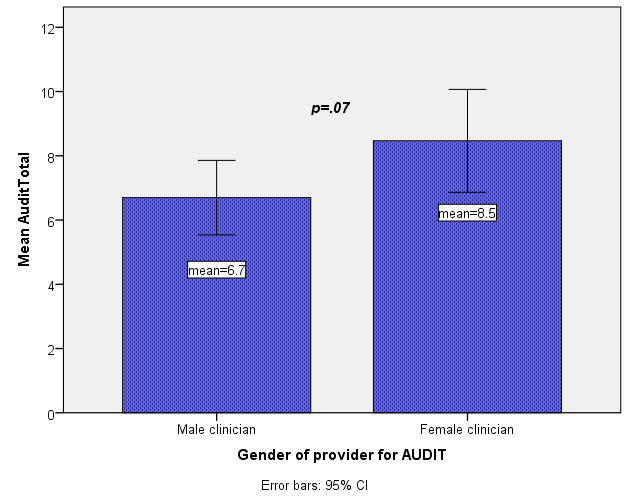 Mean AuditTotal
12
10
8
6
4
2
0
p=.07
mean=6.7
mean=8.5
Male clinician
Female clinician
Gender of provider for AUDIT
Error bars: 95% CI